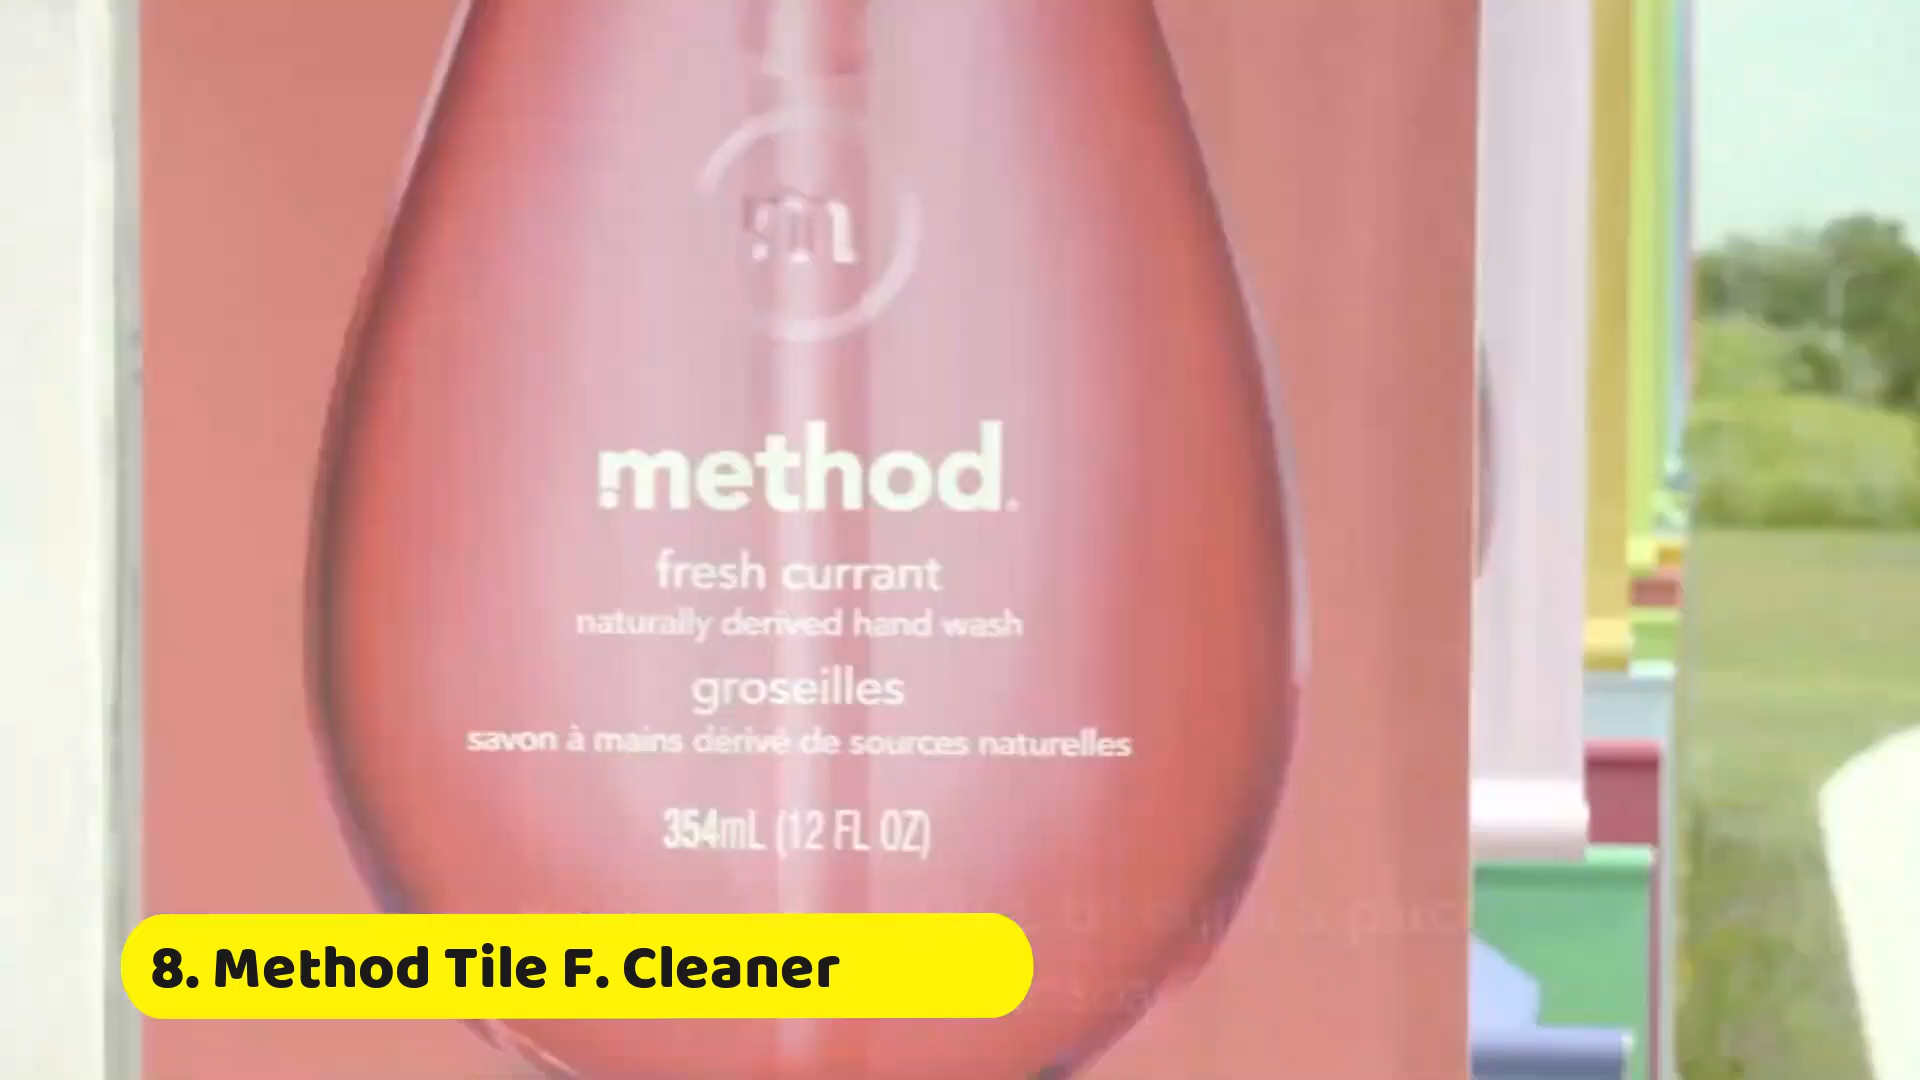 m
method.
fresh currant
naturally derived hand wash
groseilles
savon à mains dérivé de sources naturelles
354mL (12 FL OZ)
8. Method Tile F. Cleaner